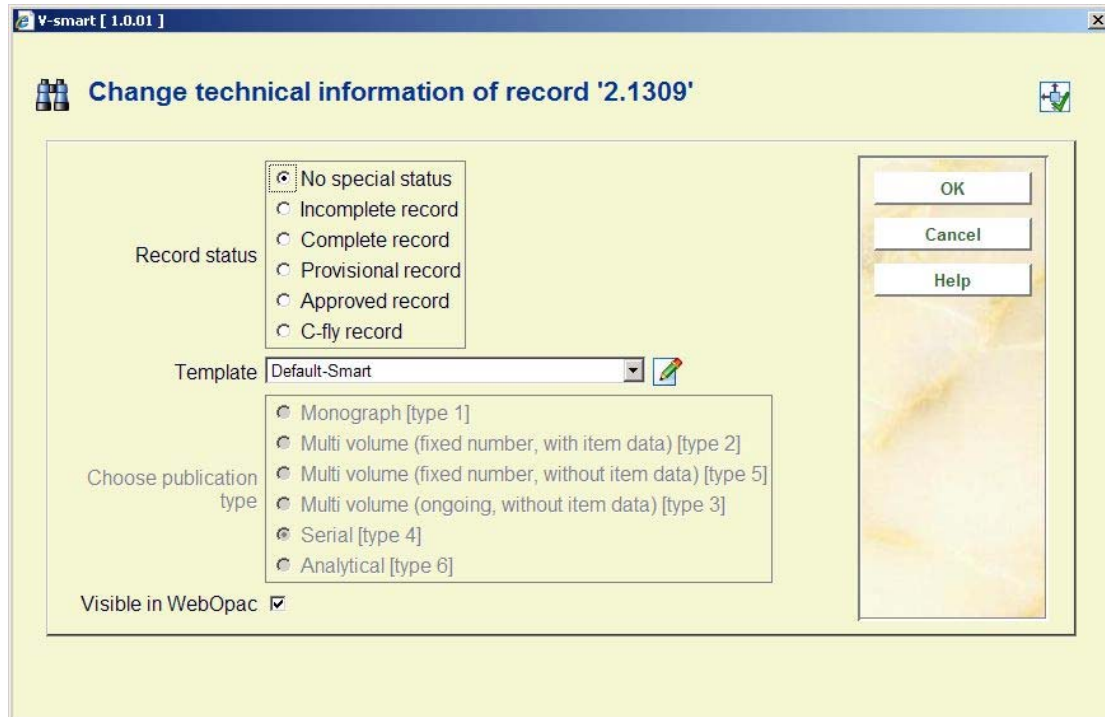 V-smart [ 1.0.01 ]
Change technical information of record '2.1309'
Record status
No special status
Incomplete record
Complete record
Provisional record
Approved record
C-fly record
Template
Default-Smart
Choose publication
type
Monograph [type 1]
Multi volume (fixed number, with item data) [type 2]
Multi volume (fixed number, without item data) [type 5]
Multi volume (ongoing, without item data) [type 3]
Serial [type 4]
Analytical [type 6]
Visible in WebOpac
OK
Cancel
Help